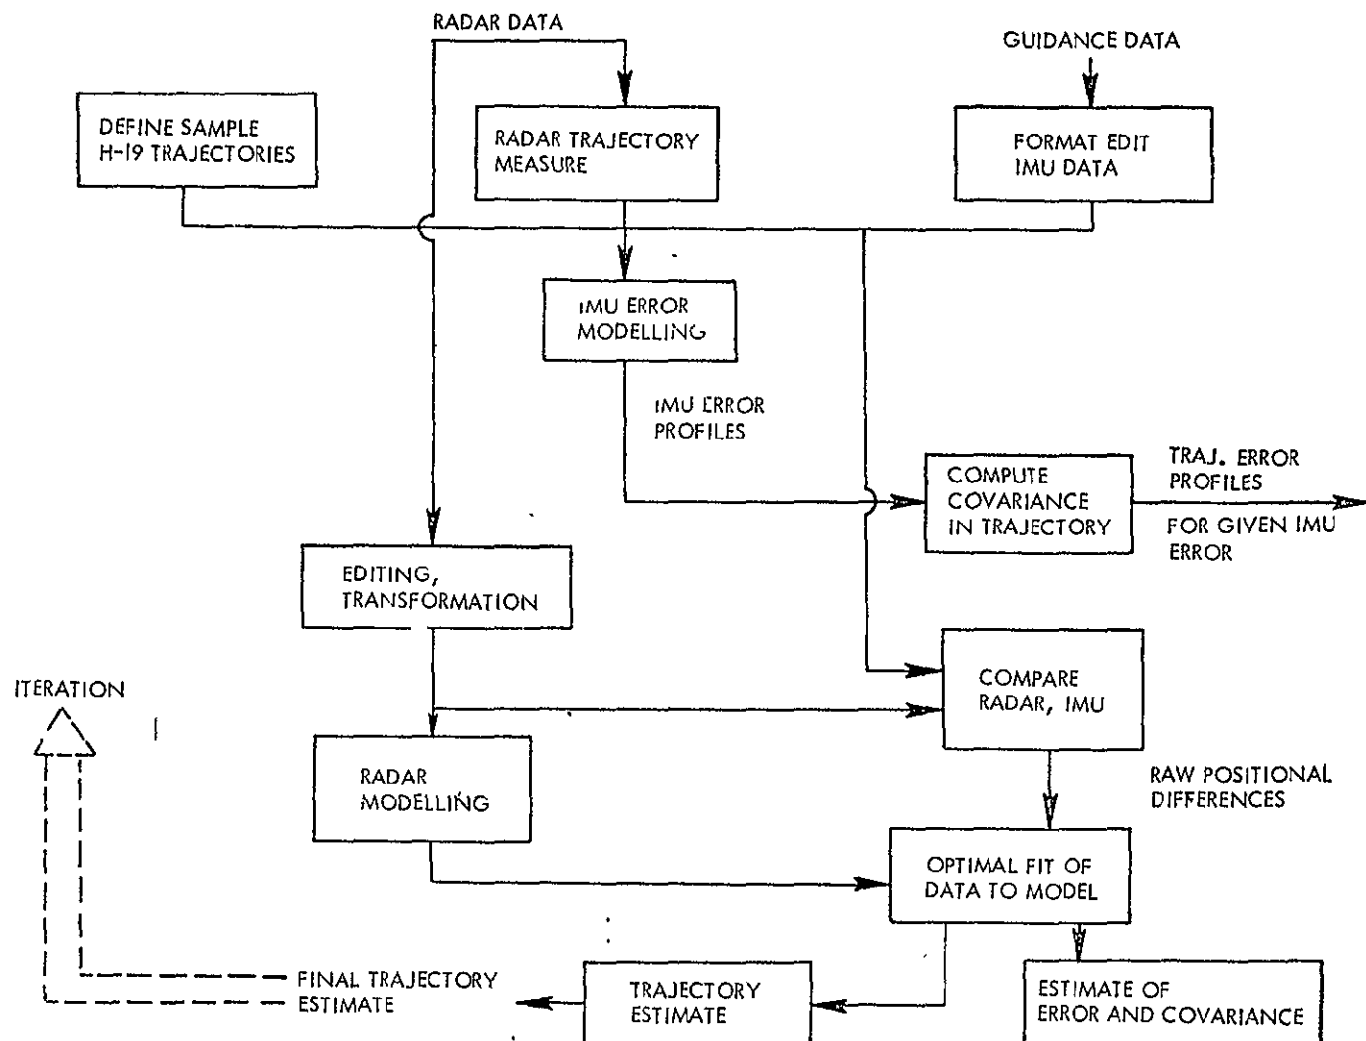 RADAR DATA
GUIDANCE DATA
DEFINE SAMPLE
H-19 TRAJECTORIES
RADAR TRAJECTORY
MEASURE
FORMAT EDIT
IMU DATA
IMU ERROR
MODELLING
IMU ERROR
PROFILES
COMPUTE
COVARIANCE
IN TRAJECTORY
TRAJ. ERROR
PROFILES
FOR GIVEN IMU
ERROR
EDITING,
TRANSFORMATION
ITERATION
COMPARE
RADAR, IMU
RADAR
MODELLING
RAW POSITIONAL
DIFFERENCES
OPTIMAL FIT OF
DATA TO MODEL
FINAL TRAJECTORY
ESTIMATE
TRAJECTORY
ESTIMATE
ESTIMATE OF
ERROR AND COVARIANCE